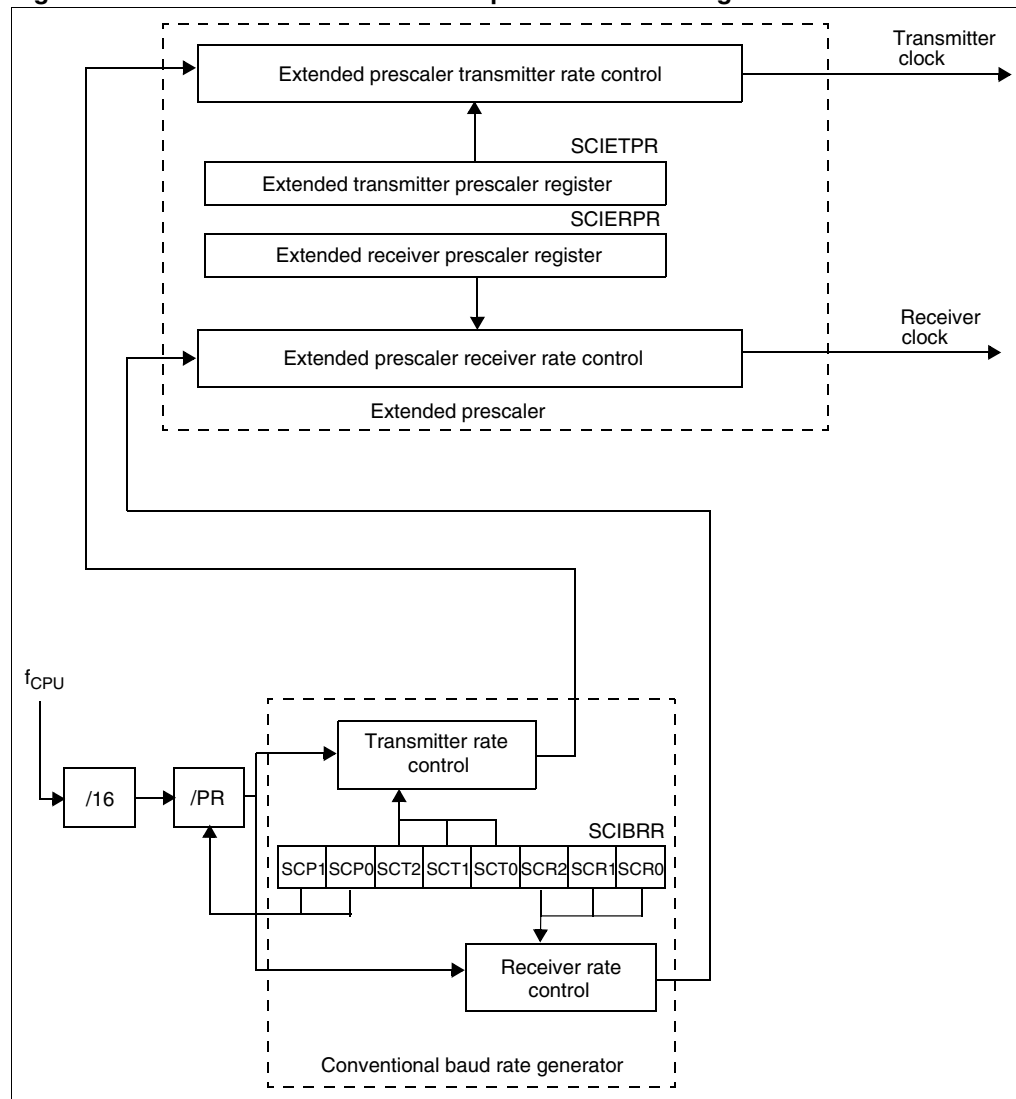 Transmitter
clock
Extended prescaler transmitter rate control
SCIETPR
Extended transmitter prescaler register
SCIERPR
Extended receiver prescaler register
Receiver
clock
Extended prescaler receiver rate control
Extended prescaler
fCPU
Transmitter rate
control
/16
/PR
SCIBRR
SCP1 SCP0 SCT2 SCT1 SCT0 SCR2 SCR1 SCR0
Receiver rate
control
Conventional baud rate generator